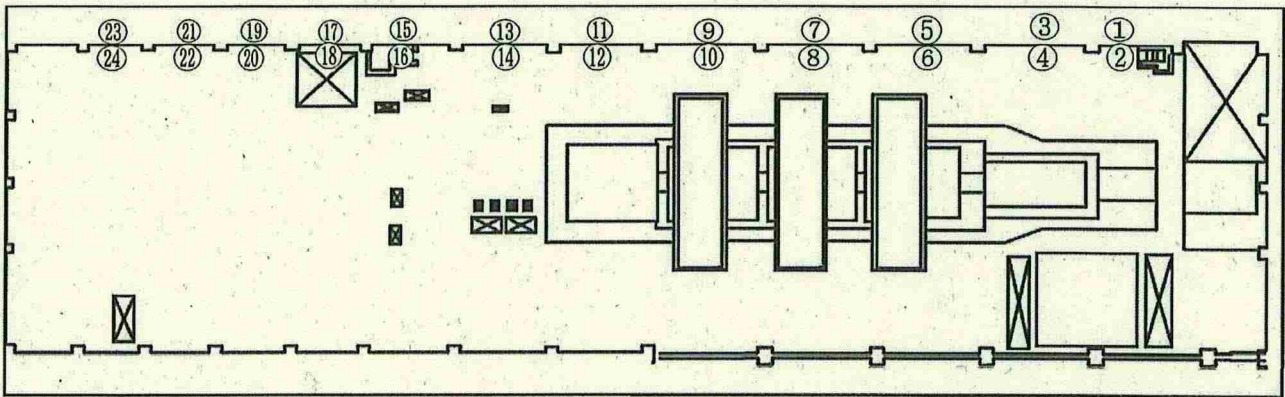 ㉓ ㉑ ⑲ ⑰ ⑮ ⑬ ⑪ ⑨ ⑦ ⑤ ③ ①
㉔ ㉒ ⑳ ⑱ ⑯ ⑭ ⑫ ⑩ ⑧ ⑥ ④ ②